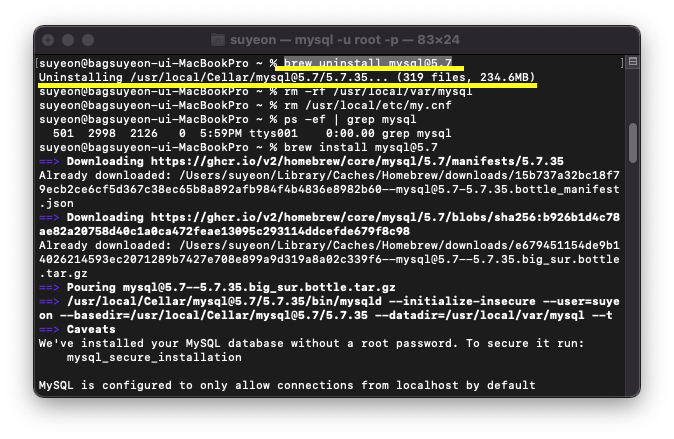 suyeon — mysql -u root -p — 83×24
[suyeon@bagsuyeon-ui-MacBookPro ~ % brew uninstall mysql@5.7 ]
Uninstalling /usr/local/Cellar/mysql@5.7/5.7.35... (319 files, 234.6MB)
suyeon@bagsuyeon-ui-MacBookPro ~ % rm -rf /usr/local/var/mysql
suyeon@bagsuyeon-ui-MacBookPro ~ % rm /usr/local/etc/my.cnf
suyeon@bagsuyeon-ui-MacBookPro ~ % ps -ef | grep mysql
501 2998 2126 0 5:59PM ttys001 0:00.00 grep mysql
suyeon@bagsuyeon-ui-MacBookPro ~ % brew install mysql@5.7
==> Downloading https://ghcr.io/v2/homebrew/core/mysql/5.7/manifests/5.7.35
Already downloaded: /Users/suyeon/Library/Caches/Homebrew/downloads/15b737a32bc18f7
9ecb2ce6cf5d367c38ec65b8a892afb984f4b4836e8982b60--mysql@5.7-5.7.35.bottle_manifest
.json
==> Downloading https://ghcr.io/v2/homebrew/core/mysql/5.7/blobs/sha256:b926b1d4c78
ae82a20758d40c1a0ca472feae13095c293114ddcefde679f8c98
Already downloaded: /Users/suyeon/Library/Caches/Homebrew/downloads/e679451154de9b1
4026214593ec2071289b7427e708e899a9d319a8a02c339f6--mysql@5.7--5.7.35.big_sur.bottle
.tar.gz
==> Pouring mysql@5.7--5.7.35.big_sur.bottle.tar.gz
==> /usr/local/Cellar/mysql@5.7/5.7.35/bin/mysqld --initialize-insecure --user=suye
on --basedir=/usr/local/Cellar/mysql@5.7/5.7.35 --datadir=/usr/local/var/mysql --t
==> Caveats
We've installed your MySQL database without a root password. To secure it run:
mysql_secure_installation
MySQL is configured to only allow connections from localhost by default